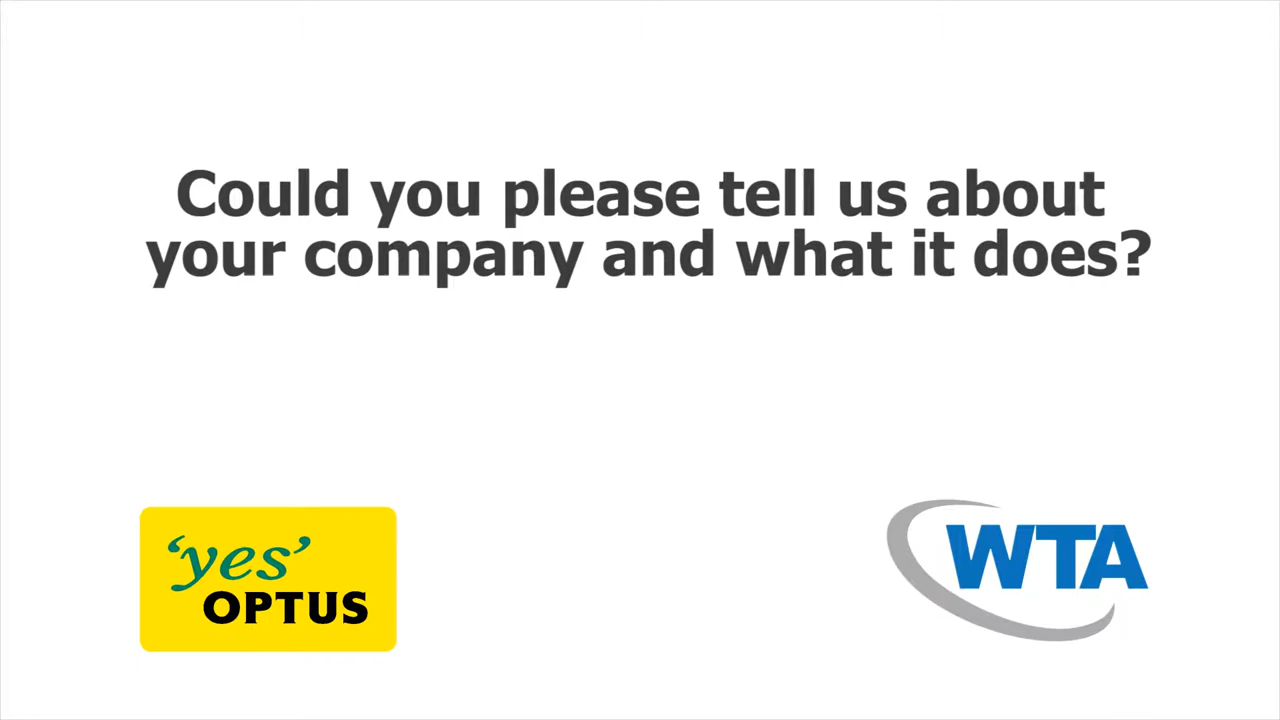 Could you please tell us about
your company and what it does?
‘yes’
OPTUS
WTA